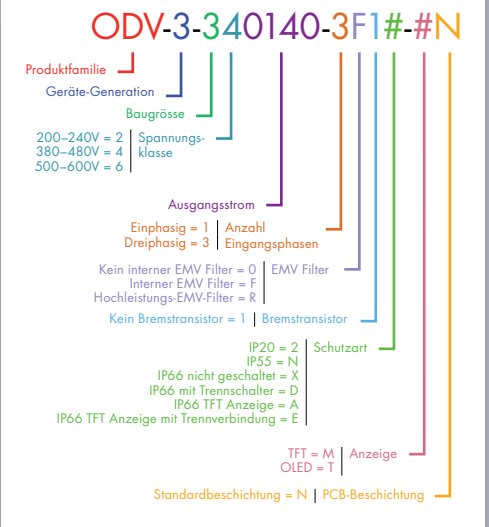 ODV-3-340140-3F1#-#N
Produktfamilie
Geräte-Generation
Baugrösse
200–240V = 2 | Spannungs-
380–480V = 4 | klasse
500–600V = 6
Ausgangsstrom
Einphasig = 1 | Anzahl
Dreiphasig = 3 | Eingangsphasen
Kein interner EMV Filter = 0 | EMV Filter
Interner EMV Filter = F
Hochleistungs-EMV-Filter = R
Kein Bremstransistor = 1 | Bremstransistor
IP20 = 2 | Schutzart
IP55 = N
IP66 nicht geschaltet = X
IP66 mit Trennschalter = D
IP66 TFT Anzeige = A
IP66 TFT Anzeige mit Trennverbindung = E
TFT = M | Anzeige
OLED = T
Standardbeschichtung = N | PCB-Beschichtung